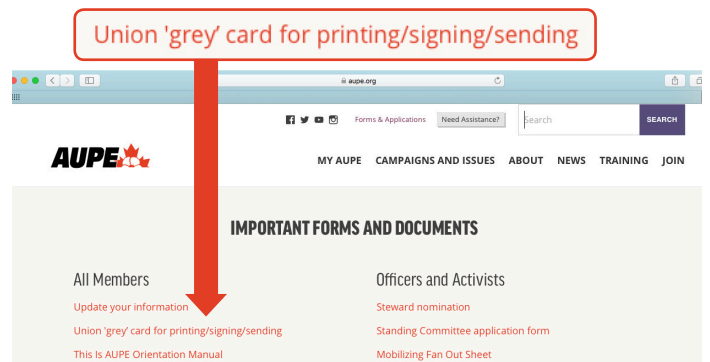 Union 'grey’ card for printing/signing/sending
aupe.org
Forms & Applications Need Assistance? Search SEARCH
AUPE
MY AUPE CAMPAIGNS AND ISSUES ABOUT NEWS TRAINING JOIN
IMPORTANT FORMS AND DOCUMENTS
All Members
Update your information
Union 'grey’ card for printing/signing/sending
This Is AUPE Orientation Manual
Officers and Activists
Steward nomination
Standing Committee application form
Mobilizing Fan Out Sheet